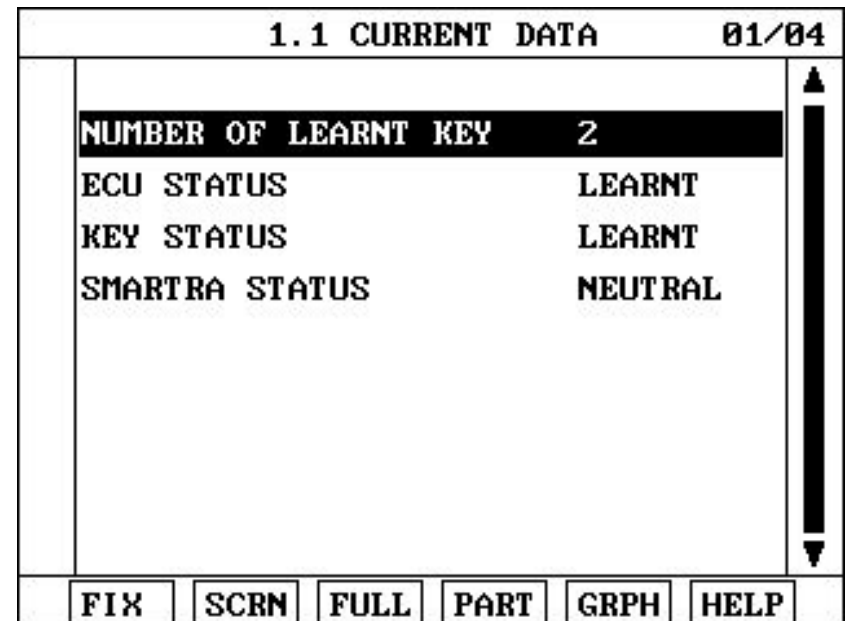 1.1 CURRENT DATA 01/04
NUMBER OF LEARNT KEY 2
ECU STATUS LEARNT
KEY STATUS LEARNT
SMARTRA STATUS NEUTRAL
FIX SCRN FULL PART GRPH HELP